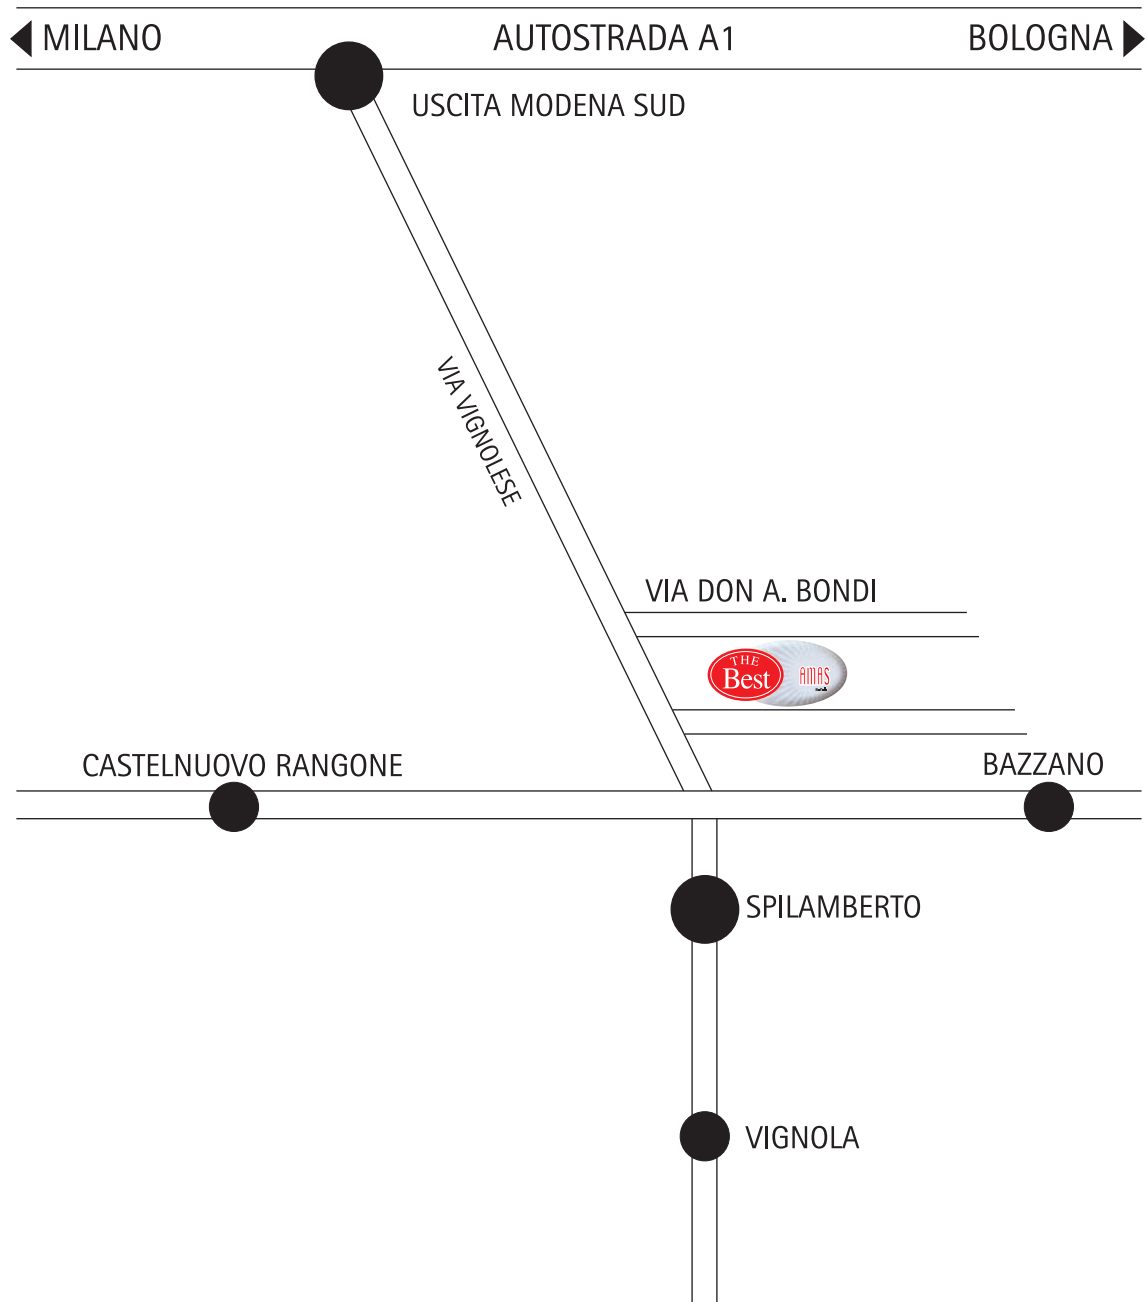 MILANO AUTOSTRADA A1 BOLOGNA
USCITA MODENA SUD
VIA VIGNOLESE
VIA DON A. BONDI
THE
Best
AMAS
CASTELNUOVO RANGONE
BAZZANO
SPILAMBERTO
VIGNOLA